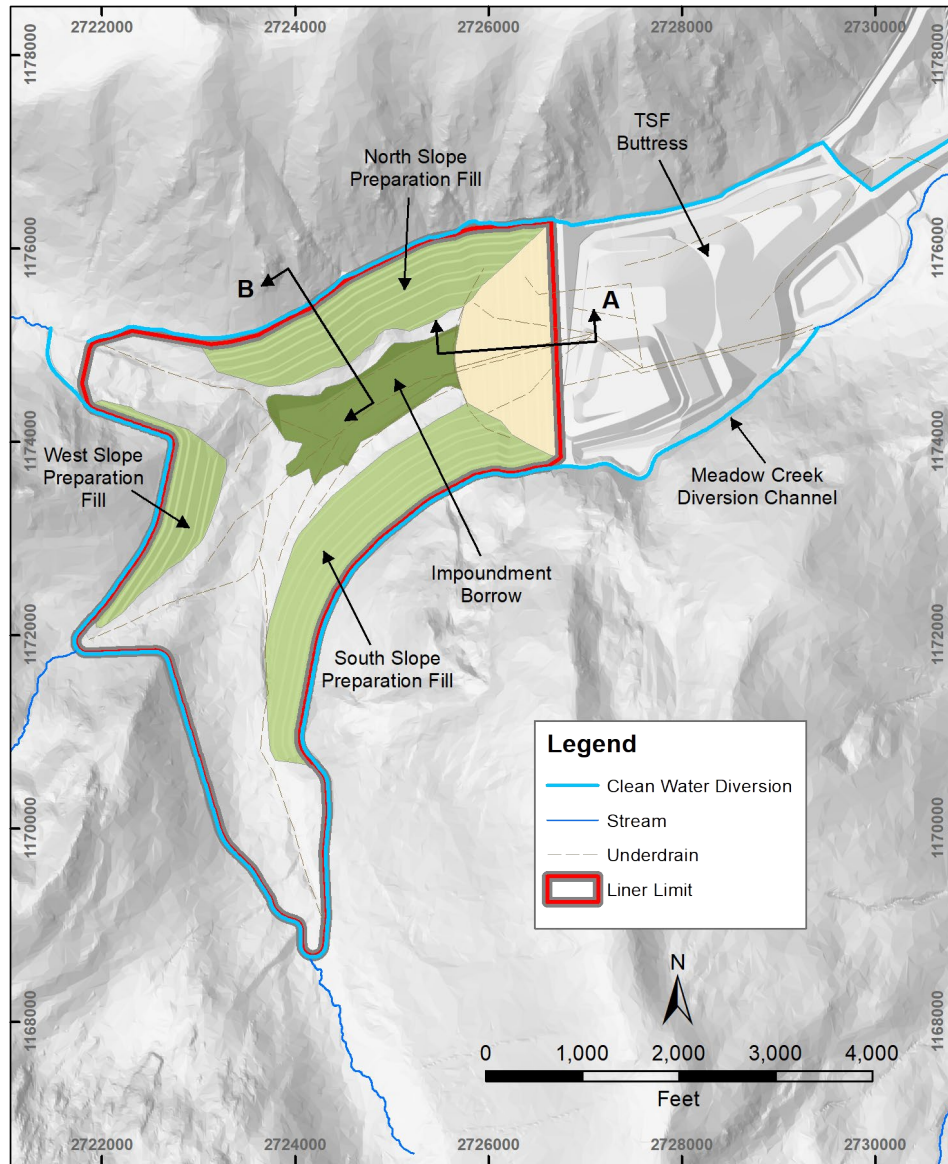 2722000
2724000
2726000
2728000
2730000
1178000
1178000
TSF
Buttress
North Slope
Preparation Fill
1176000
1176000
B
A
1174000
1174000
West Slope
Preparation
Fill
Meadow Creek
Diversion Channel
Impoundment
Borrow
1172000
1172000
South Slope
Preparation Fill
Legend
Clean Water Diversion
Stream
Underdrain
Liner Limit
1170000
1170000
N
1168000
1168000
0 1,000 2,000 3,000 4,000
Feet
2722000
2724000
2726000
2728000
2730000